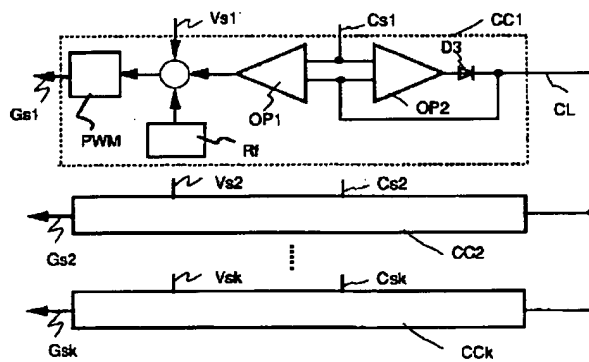 Vs1
Cs1
CC1
D3
Gs1
PWM
Rf
OP1
OP2
CL
Vs2
Cs2
Gs2
CC2
Vsk
Csk
Gsk
CCk